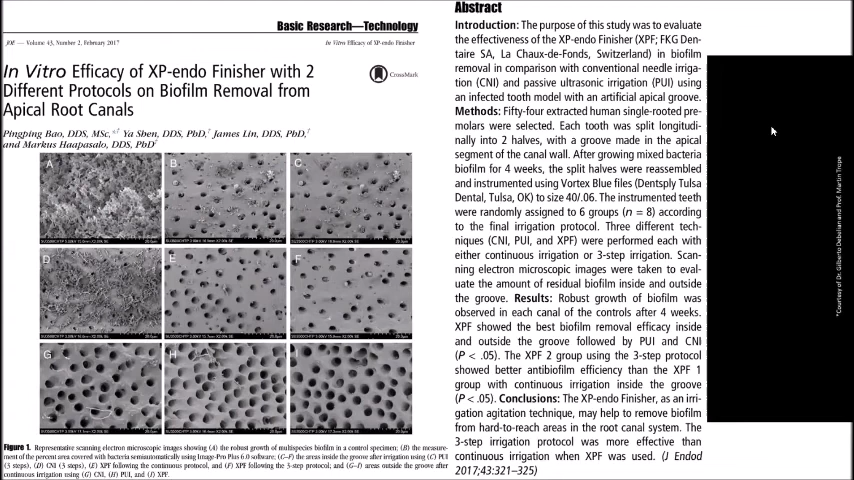 Basic Research—Technology
JOE — Volume 43, Number 2, February 2017
In Vitro Efficacy of XP-endo Finisher
In Vitro Efficacy of XP-endo Finisher with 2
Different Protocols on Biofilm Removal from
Apical Root Canals
CrossMark
Pingping Bao, DDS, MSc,*† Ya Shen, DDS, PhD,† James Lin, DDS, PhD,†
and Markus Haapasalo, DDS, PhD†
A
B
C
D
E
F
G
H
Figure 1. Representative scanning electron microscopic images showing (A) the robust growth of multispecies biofilm in a control specimen; (B) the measure-
ment of the percent area covered with bacteria semiautomatically using Image-Pro Plus 6.0 software; (C–F) the areas inside the groove after irrigation using (C) PUI
(3 steps), (D) CNI (3 steps), (E) XPF following the continuous protocol, and (F) XPF following the 3-step protocol; and (G–I) areas outside the groove after
continuous irrigation using (G) CNI, (H) PUI, and (I) XPF.
Abstract
Introduction: The purpose of this study was to evaluate
the effectiveness of the XP-endo Finisher (XPF; FKG Den-
taire SA, La Chaux-de-Fonds, Switzerland) in biofilm
removal in comparison with conventional needle irriga-
tion (CNI) and passive ultrasonic irrigation (PUI) using
an infected tooth model with an artificial apical groove.
Methods: Fifty-four extracted human single-rooted pre-
molars were selected. Each tooth was split longitudi-
nally into 2 halves, with a groove made in the apical
segment of the canal wall. After growing mixed bacteria
biofilm for 4 weeks, the split halves were reassembled
and instrumented using Vortex Blue files (Dentsply Tulsa
Dental, Tulsa, OK) to size 40/.06. The instrumented teeth
were randomly assigned to 6 groups (n = 8) according
to the final irrigation protocol. Three different tech-
niques (CNI, PUI, and XPF) were performed each with
either continuous irrigation or 3-step irrigation. Scan-
ning electron microscopic images were taken to eval-
uate the amount of residual biofilm inside and outside
the groove. Results: Robust growth of biofilm was
observed in each canal of the controls after 4 weeks.
XPF showed the best biofilm removal efficacy inside
and outside the groove followed by PUI and CNI
(P < .05). The XPF 2 group using the 3-step protocol
showed better antibiofilm efficiency than the XPF 1
group with continuous irrigation inside the groove
(P < .05). Conclusions: The XP-endo Finisher, as an irri-
gation agitation technique, may help to remove biofilm
from hard-to-reach areas in the root canal system. The
3-step irrigation protocol was more effective than
continuous irrigation when XPF was used. (J Endod
2017;43:321–325)
*Courtesy of Dr. Gilberto Debelian and Prof. Martin Trope